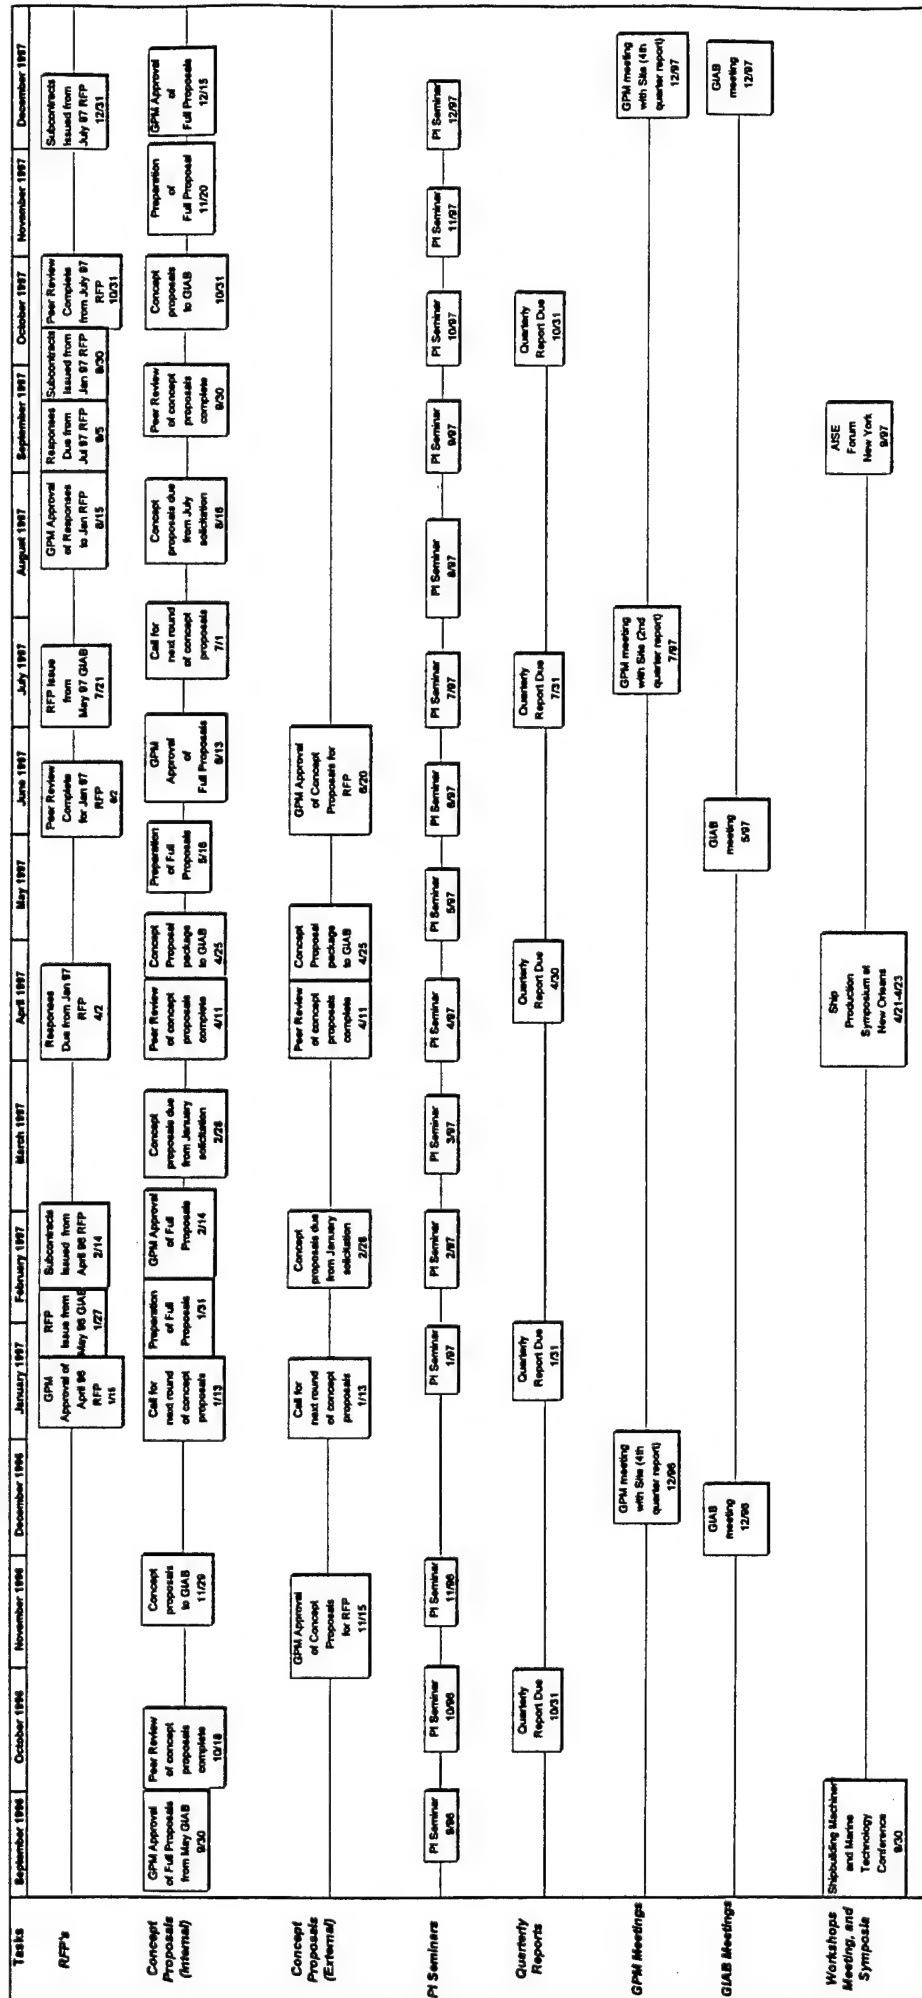 Tasks
September 1996
October 1996
November 1996
December 1996
January 1997
February 1997
March 1997
April 1997
May 1997
June 1997
July 1997
August 1997
September 1997
October 1997
November 1997
December 1997
RFP's
GPM
Approval of
April 96
RFP
1/15
RFP
Issue from
May 96 GIAB
1/27
Subcontracts
Issued from
April 96 RFP
2/14
Responses
Due from Jan 97
RFP
4/2
Peer Review
Complete
for Jan 97
RFP
6/2
RFP Issue
from
May 97 GIAB
7/21
GPM Approval
of Responses
to Jan RFP
8/15
Responses
Due from
Jul 97 RFP
9/5
Subcontracts
Issued from
Jan 97 RFP
9/30
Peer Review
Complete
from July 97
RFP
10/31
Subcontracts
Issued from
July 97 RFP
12/31
Concept
Proposals
(Internal)
GPM Approval
of Full Proposals
from May GIAB
9/30
Peer Review
of concept
proposals
complete
10/18
Concept
proposals
to GIAB
11/29
Call for
next round
of concept
proposals
1/13
Preparation
of Full
Proposals
1/31
GPM Approval
of Full
Proposals
2/14
Concept
proposals due
from January
solicitation
2/28
Peer Review
of concept
proposals
complete
4/11
Concept
Proposal
package
to GIAB
4/25
Preparation
of Full
Proposals
5/16
GPM
Approval
of
Full Proposals
6/13
Call for
next round
of concept
proposals
7/1
Concept
proposals due
from July
solicitation
8/16
Peer Review
of concept
proposals
complete
9/30
Concept
proposals
to GIAB
10/31
Preparation
of
Full Proposal
11/20
GPM Approval
of
Full Proposals
12/15
Concept
Proposals
(External)
GPM Approval
of Concept
Proposals
for RFP
11/15
Call for
next round
of concept
proposals
1/13
Concept
proposals due
from January
solicitation
2/28
Peer Review
of concept
proposals
complete
4/11
Concept
Proposal
package
to GIAB
4/25
GPM Approval
of Concept
Proposals for
RFP
6/20
PI Seminars
PI Seminar
9/96
PI Seminar
10/96
PI Seminar
11/96
PI Seminar
1/97
PI Seminar
2/97
PI Seminar
3/97
PI Seminar
4/97
PI Seminar
5/97
PI Seminar
6/97
PI Seminar
7/97
PI Seminar
8/97
PI Seminar
9/97
PI Seminar
10/97
PI Seminar
11/97
PI Seminar
12/97
Quarterly
Reports
Quarterly
Report Due
10/31
Quarterly
Report Due
1/31
Quarterly
Report Due
4/30
Quarterly
Report Due
7/31
Quarterly
Report Due
10/31
GPM Meetings
GPM meeting
with Site (4th
quarter report)
12/96
GPM meeting
with Site (2nd
quarter report)
7/97
GPM meeting
with Site (4th
quarter report)
12/97
GIAB Meetings
GIAB
meeting
12/96
GIAB
meeting
5/97
GIAB
meeting
12/97
Workshops
Meeting, and
Symposia
Shipbuilding Machiner
and Marine
Technology
Conference
9/30
Ship
Production
Symposium at
New Orleans
4/21-4/23
AISE
Forum
New York
9/97